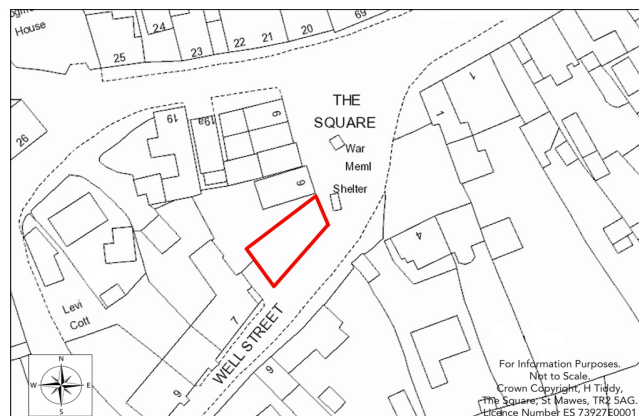 House
24
25
23
22
21
20
69
THE
SQUARE
War
Meml
Shelter
19
19a
9
9
26
1
1
4
Levi
Cott
7
9
9
WELL STREET
N
W
E
S
For Information Purposes.
Not to Scale.
Crown Copyright, H Tiddy,
The Square, St Mawes, TR2 5AG.
Licence Number ES 73927E0001